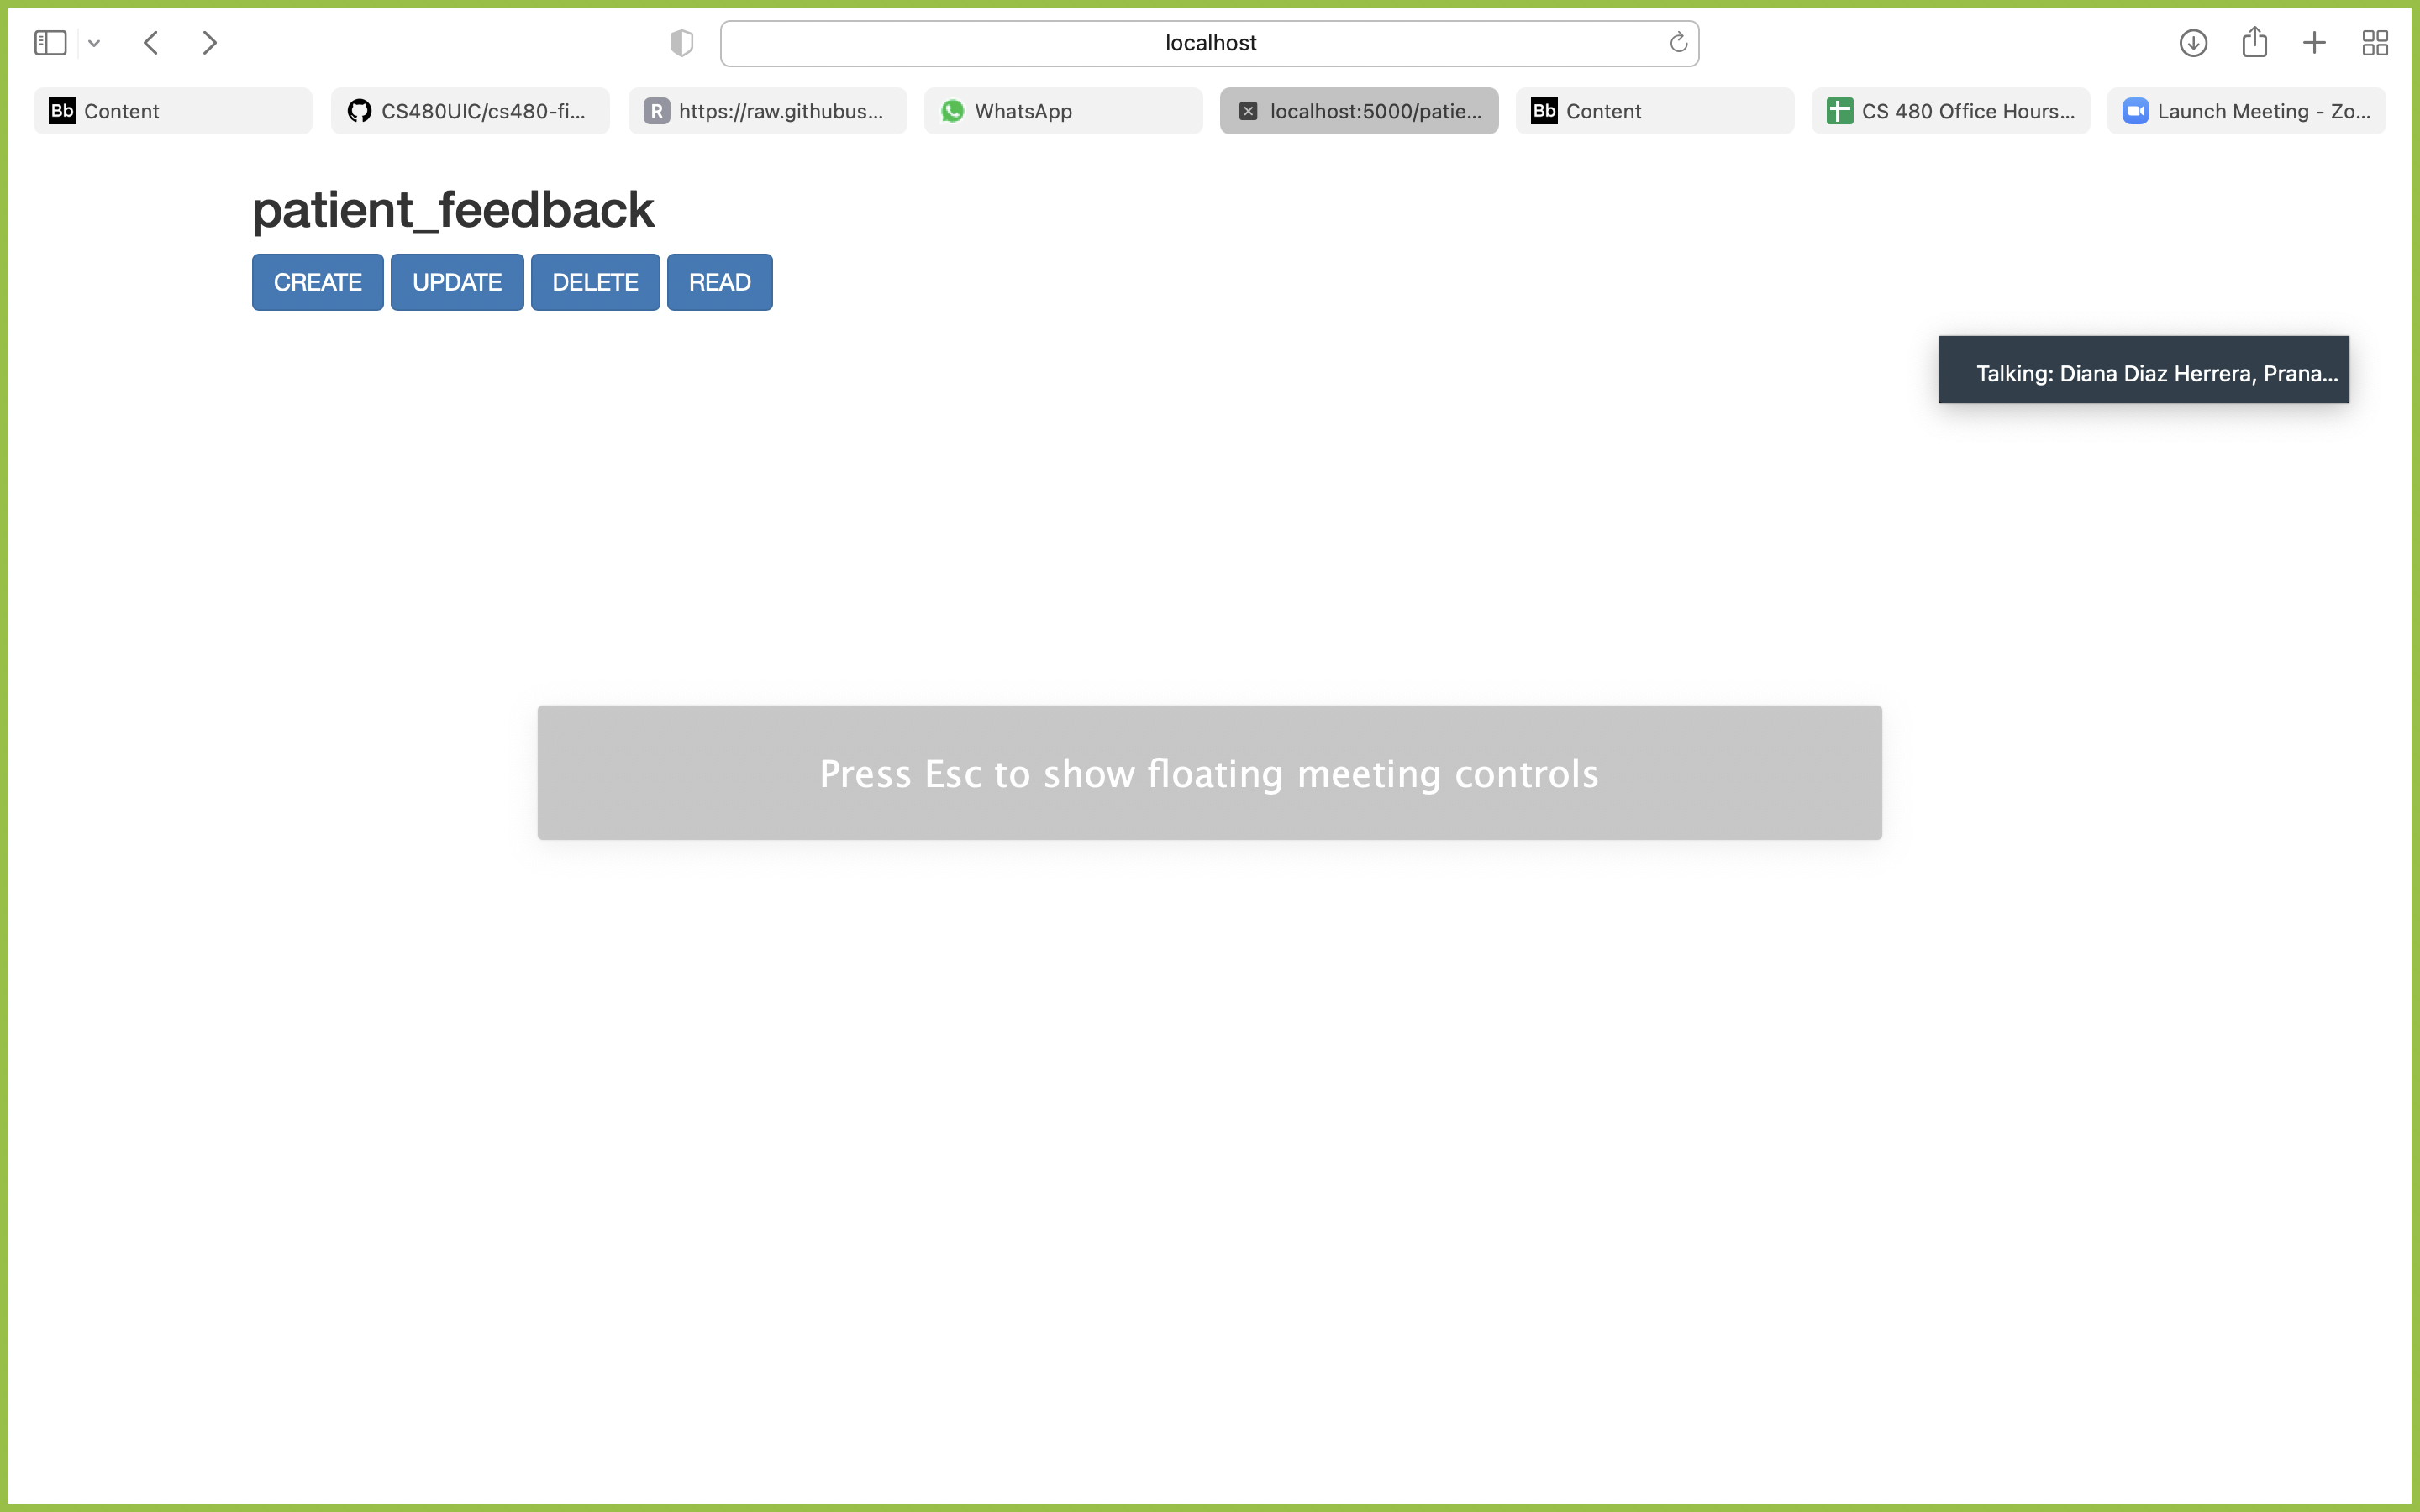 localhost
Bb Content
CS480UIC/cs480-fi...
R https://raw.githubus...
WhatsApp
localhost:5000/patie...
Bb Content
CS 480 Office Hours...
Launch Meeting - Zo...
patient_feedback
CREATE UPDATE DELETE READ
Talking: Diana Diaz Herrera, Prana...
Press Esc to show floating meeting controls